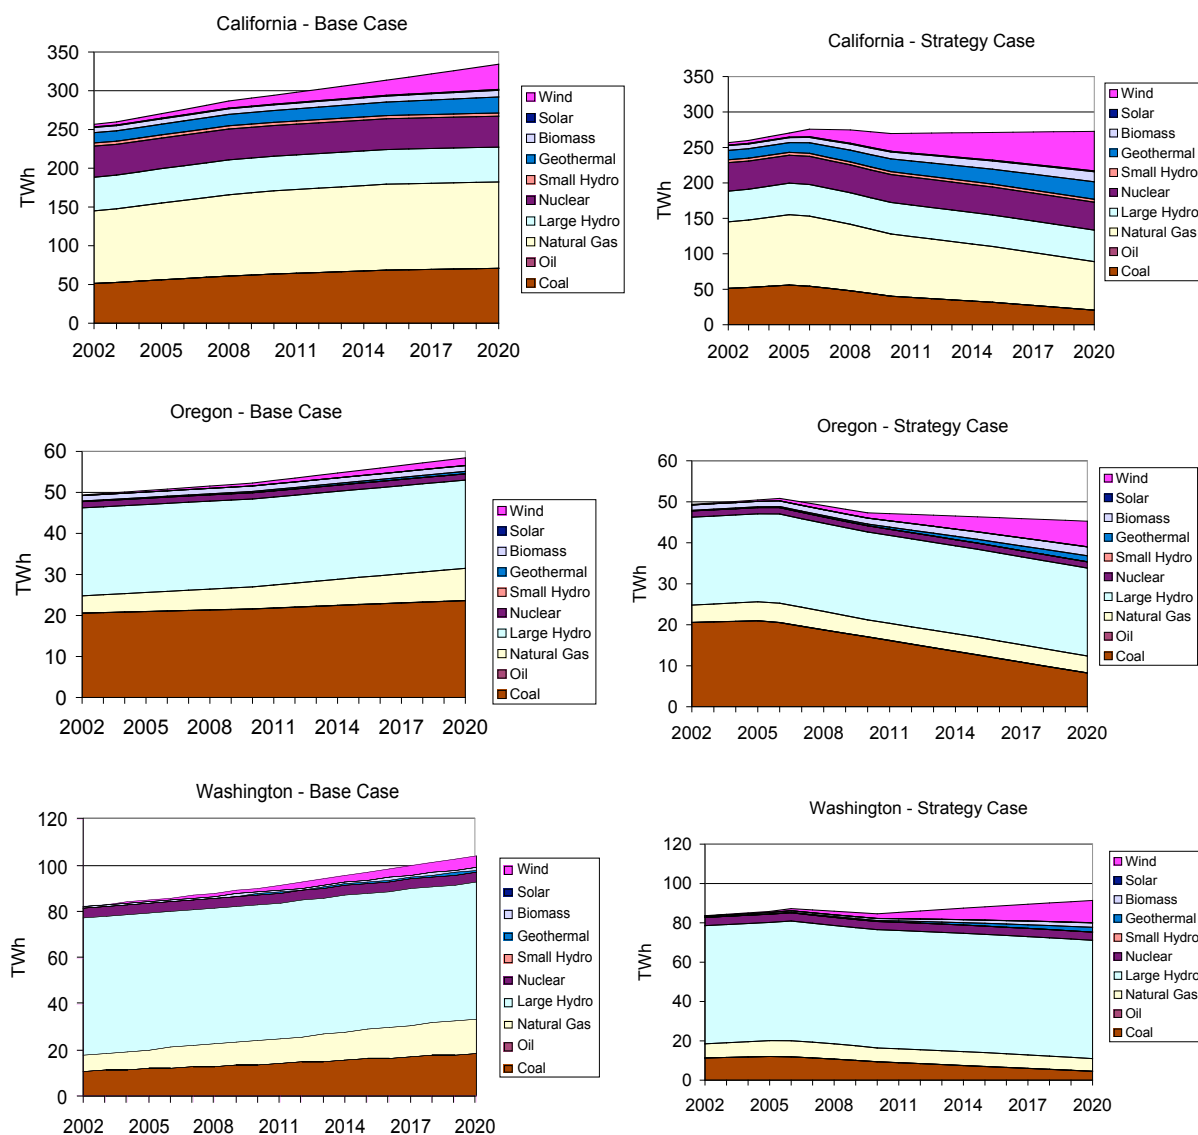 California - Base Case
350
300
250
200
150
100
50
0
TWh
2002 2005 2008 2011 2014 2017 2020
Wind
Solar
Biomass
Geothermal
Small Hydro
Nuclear
Large Hydro
Natural Gas
Oil
Coal
California - Strategy Case
350
300
250
200
150
100
50
0
TWh
2002 2005 2008 2011 2014 2017 2020
Wind
Solar
Biomass
Geothermal
Small Hydro
Nuclear
Large Hydro
Natural Gas
Oil
Coal
Oregon - Base Case
60
50
40
30
20
10
0
TWh
2002 2005 2008 2011 2014 2017 2020
Wind
Solar
Biomass
Geothermal
Small Hydro
Nuclear
Large Hydro
Natural Gas
Oil
Coal
Oregon - Strategy Case
60
50
40
30
20
10
0
TWh
2002 2005 2008 2011 2014 2017 2020
Wind
Solar
Biomass
Geothermal
Small Hydro
Nuclear
Large Hydro
Natural Gas
Oil
Coal
Washington - Base Case
120
100
80
60
40
20
0
TWh
2002 2005 2008 2011 2014 2017 2020
Wind
Solar
Biomass
Geothermal
Small Hydro
Nuclear
Large Hydro
Natural Gas
Oil
Coal
Washington - Strategy Case
120
100
80
60
40
20
0
TWh
2002 2005 2008 2011 2014 2017 2020
Wind
Solar
Biomass
Geothermal
Small Hydro
Nuclear
Large Hydro
Natural Gas
Oil
Coal